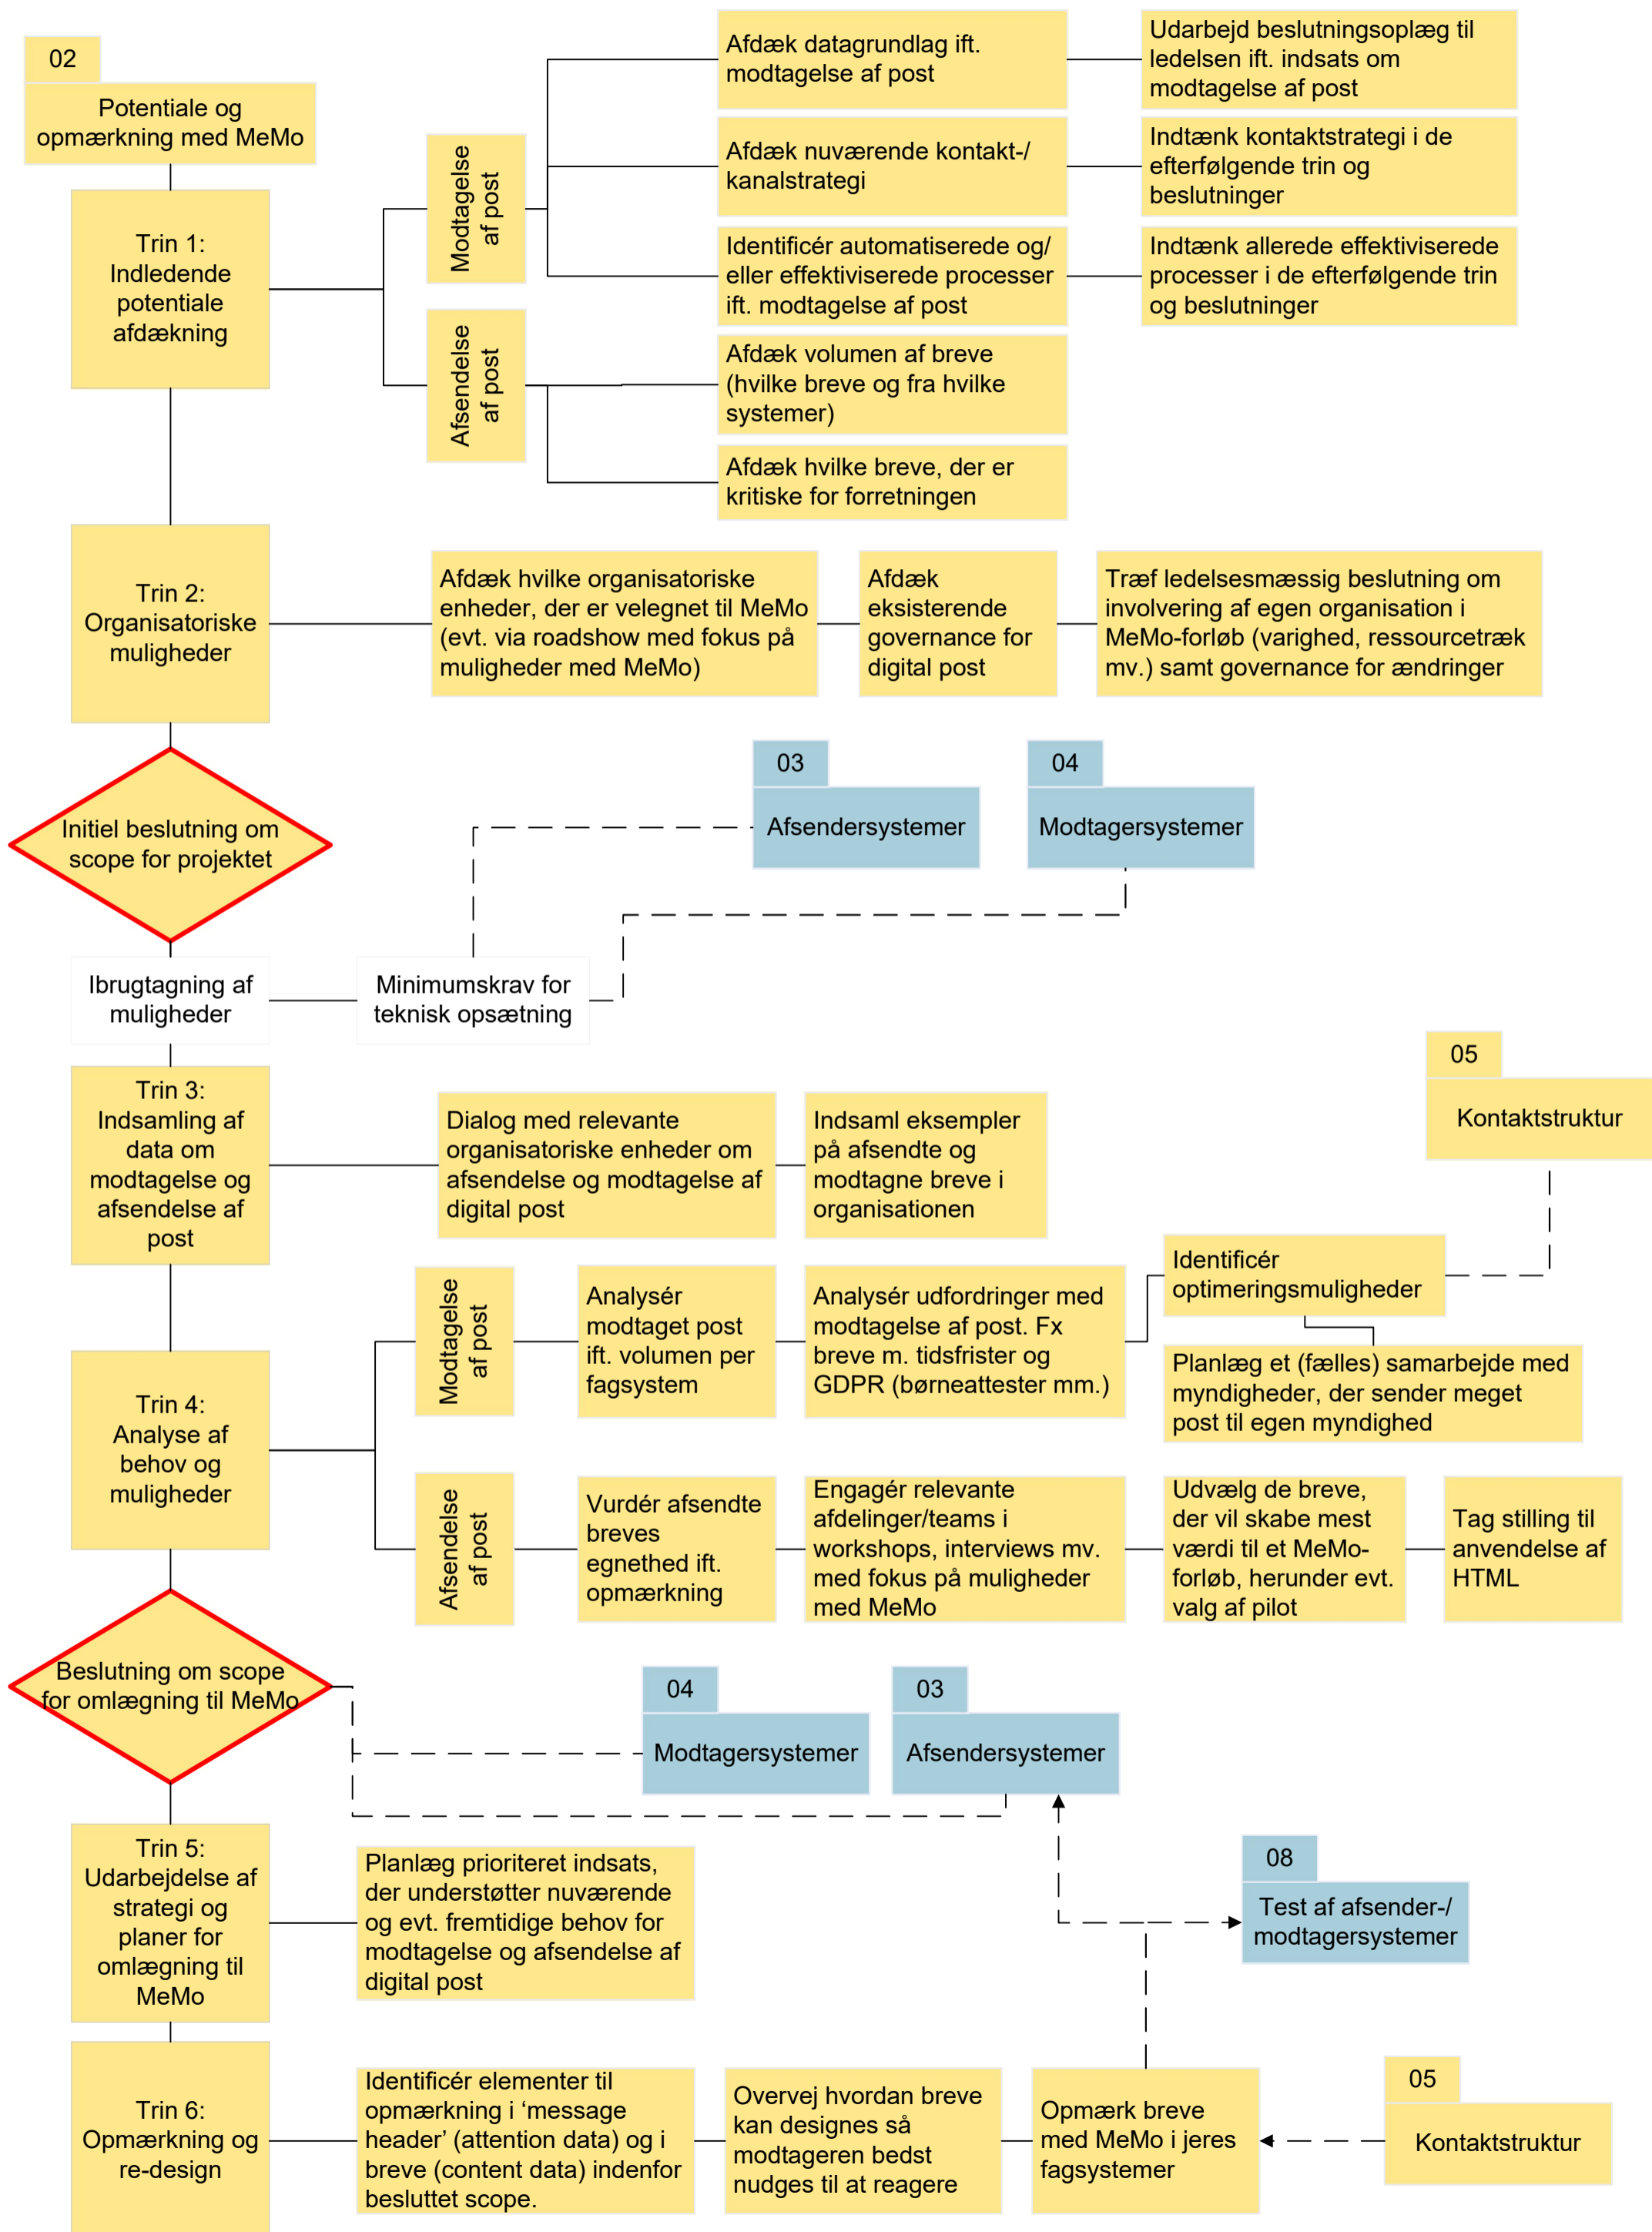 02
Potentiale og
opmærkning med MeMo
Trin 1:
Indledende
potentiale
afdækning
Modtagelse
af post
Afdæk datagrundlag ift.
modtagelse af post
Udarbejd beslutningsoplæg til
ledelsen ift. indsats om
modtagelse af post
Afdæk nuværende kontakt-/
kanalstrategi
Indtænk kontaktstrategi i de
efterfølgende trin og
beslutninger
Identificér automatiserede og/
eller effektiviserede processer
ift. modtagelse af post
Indtænk allerede effektiviserede
processer i de efterfølgende trin
og beslutninger
Afsendelse
af post
Afdæk volumen af breve
(hvilke breve og fra hvilke
systemer)
Afdæk hvilke breve, der er
kritiske for forretningen
Trin 2:
Organisatoriske
muligheder
Afdæk hvilke organisatoriske
enheder, der er velegnet til MeMo
(evt. via roadshow med fokus på
muligheder med MeMo)
Afdæk
eksisterende
governance for
digital post
Træf ledelsesmæssig beslutning om
involvering af egen organisation i
MeMo-forløb (varighed, ressourcetræk
mv.) samt governance for ændringer
Initiel beslutning om
scope for projektet
03
Afsendersystemer
04
Modtagersystemer
Ibrugtagning af
muligheder
Minimumskrav for
teknisk opsætning
Trin 3:
Indsamling af
data om
modtagelse og
afsendelse af
post
Dialog med relevante
organisatoriske enheder om
afsendelse og modtagelse af
digital post
Indsaml eksempler
på afsendte og
modtagne breve i
organisationen
05
Kontaktstruktur
Trin 4:
Analyse af
behov og
muligheder
Modtagelse
af post
Analysér
modtaget post
ift. volumen per
fagsystem
Analysér udfordringer med
modtagelse af post. Fx
breve m. tidsfrister og
GDPR (børneattester mm.)
Identificér
optimeringsmuligheder
Planlæg et (fælles) samarbejde med
myndigheder, der sender meget
post til egen myndighed
Afsendelse
af post
Vurdér afsendte
breves
egnethed ift.
opmærkning
Engagér relevante
afdelinger/teams i
workshops, interviews mv.
med fokus på muligheder
med MeMo
Udvælg de breve,
der vil skabe mest
værdi til et MeMo-
forløb, herunder evt.
valg af pilot
Tag stilling til
anvendelse af
HTML
Beslutning om scope
for omlægning til MeMo
04
Modtagersystemer
03
Afsendersystemer
Trin 5:
Udarbejdelse af
strategi og
planer for
omlægning til
MeMo
Planlæg prioriteret indsats,
der understøtter nuværende
og evt. fremtidige behov for
modtagelse og afsendelse af
digital post
08
Test af afsender-/
modtagersystemer
Trin 6:
Opmærkning og
re-design
Identificér elementer til
opmærkning i ‘message
header’ (attention data) og i
breve (content data) indenfor
besluttet scope.
Overvej hvordan breve
kan designes så
modtageren bedst
nudges til at reagere
Opmærk breve
med MeMo i jeres
fagsystemer
05
Kontaktstruktur